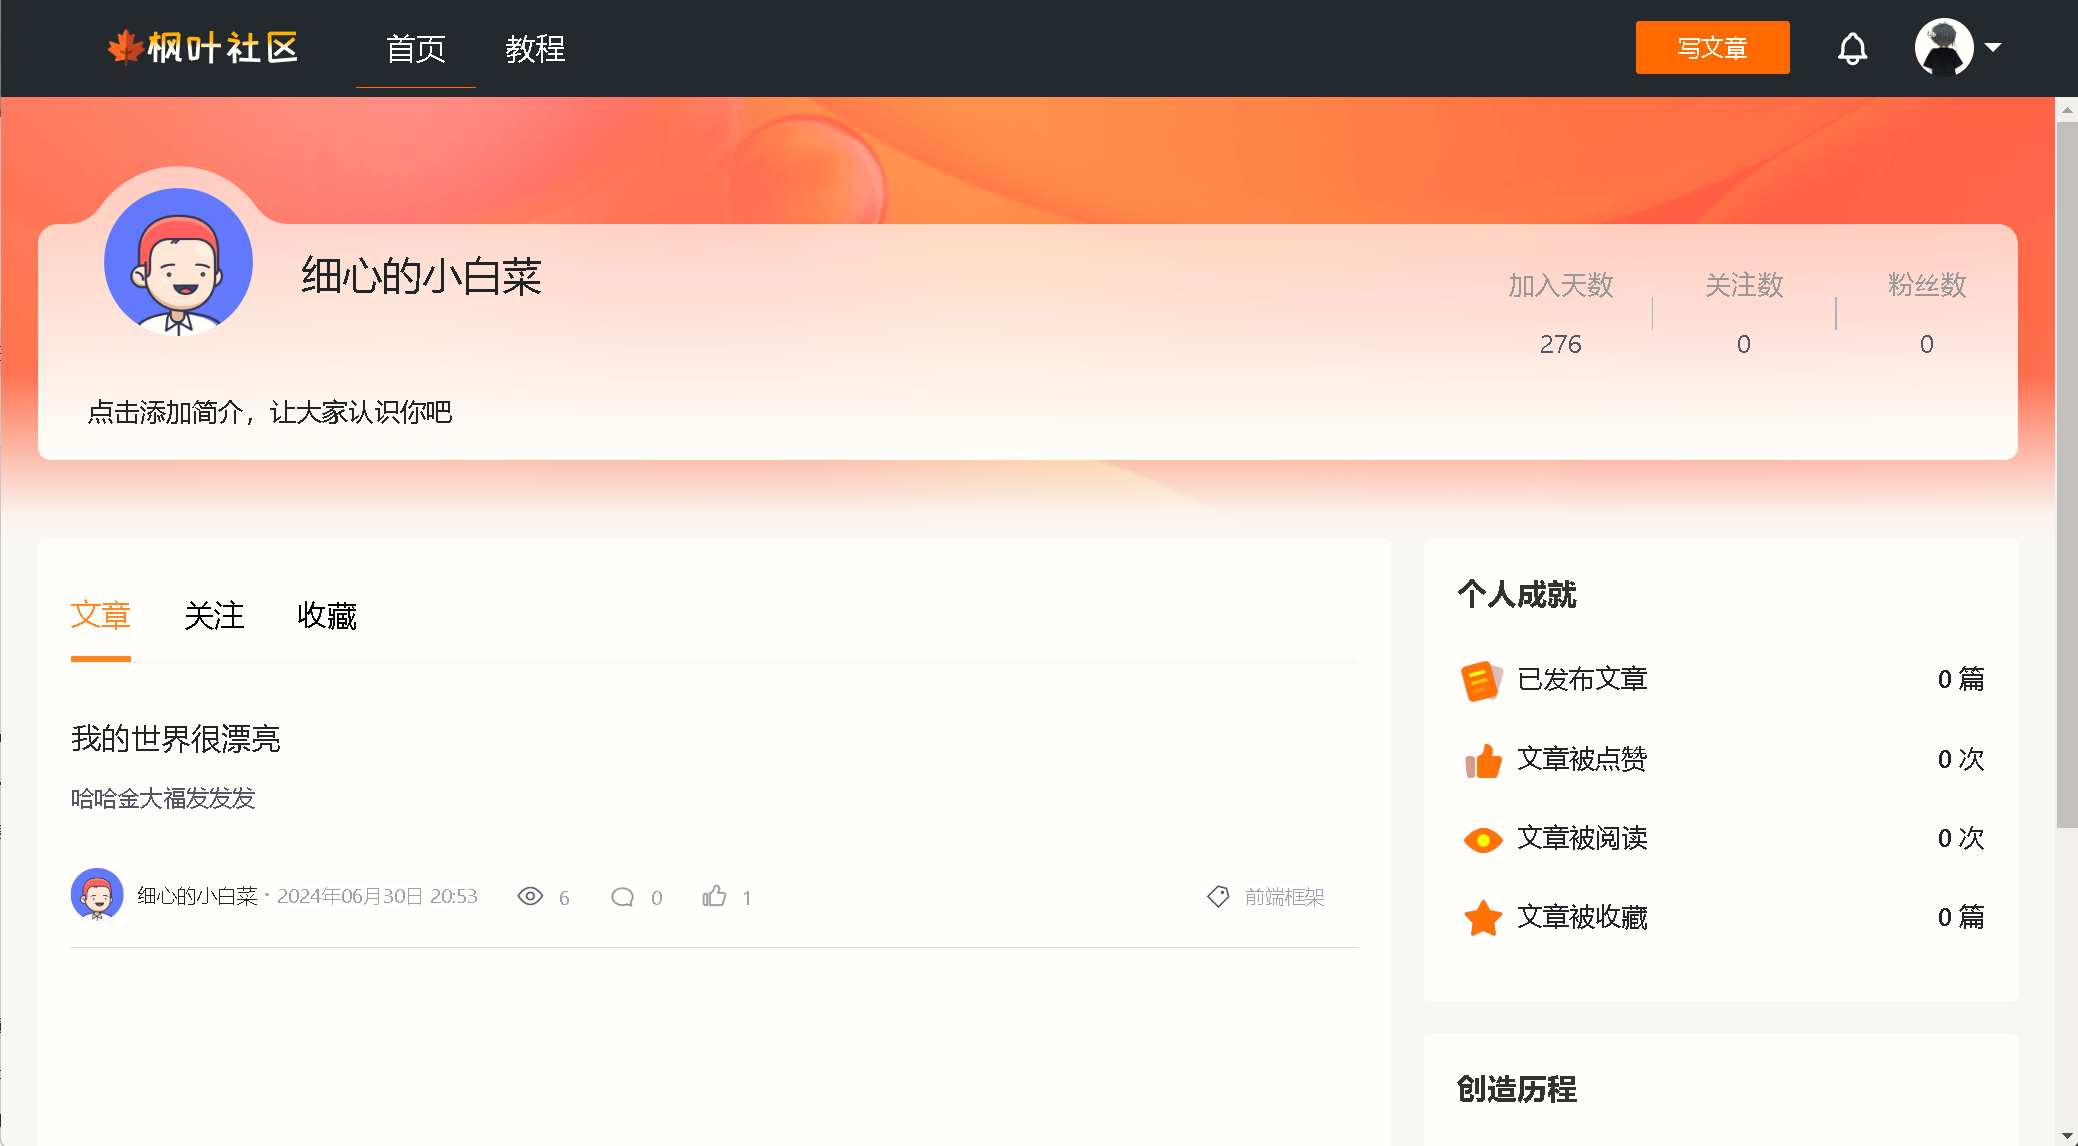 枫叶社区
首页 教程
写文章
细心的小白菜
加入天数 关注数 粉丝数
276 0 0
点击添加简介，让大家认识你吧
文章 关注 收藏
我的世界很漂亮
哈哈金大福发发发
细心的小白菜 · 2024年06月30日 20:53 6 0 1 前端框架
个人成就
已发布文章 0 篇
文章被点赞 0 次
文章被阅读 0 次
文章被收藏 0 篇
创造历程